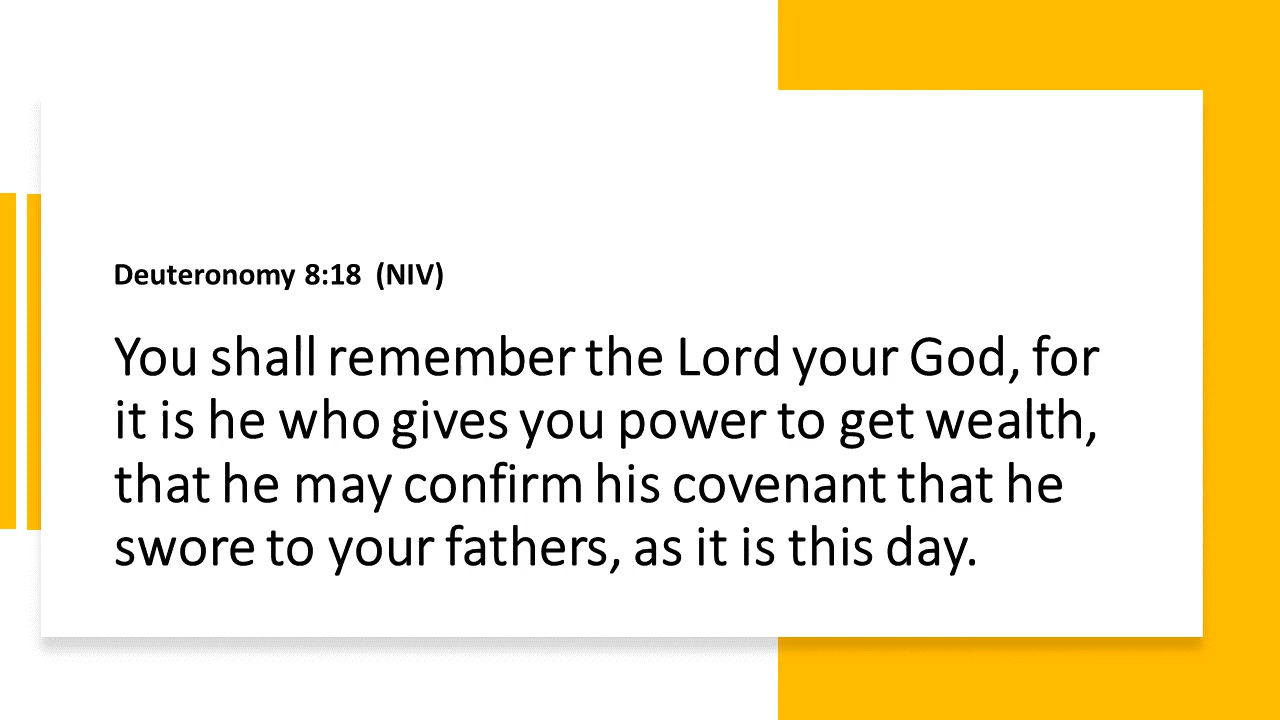 Deuteronomy 8:18 (NIV)
You shall remember the Lord your God, for
it is he who gives you power to get wealth,
that he may confirm his covenant that he
swore to your fathers, as it is this day.